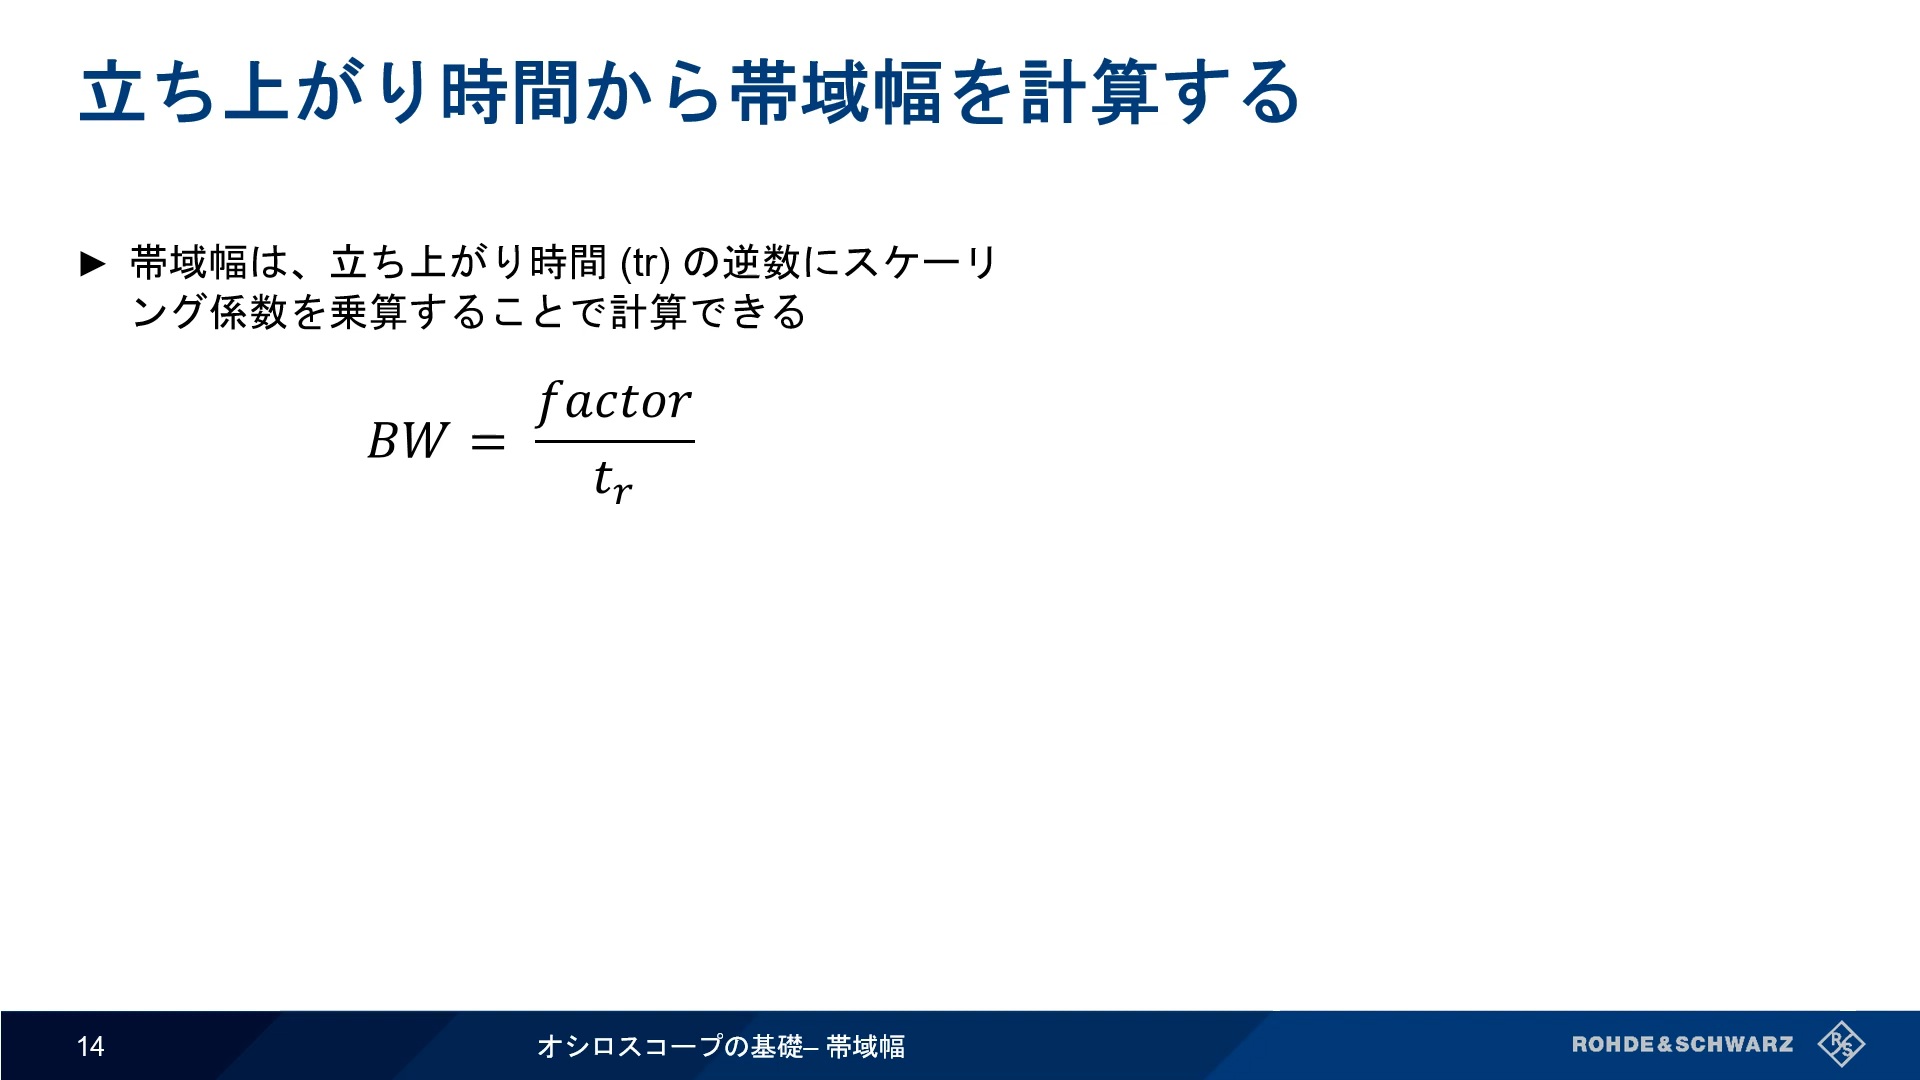 立ち上がり時間から帯域幅を計算する
► 帯域幅は、立ち上がり時間 (tr) の逆数にスケーリ
ング係数を乗算することで計算できる
BW = factor / t_r
14
オシロスコープの基礎– 帯域幅
ROHDE&SCHWARZ
R S